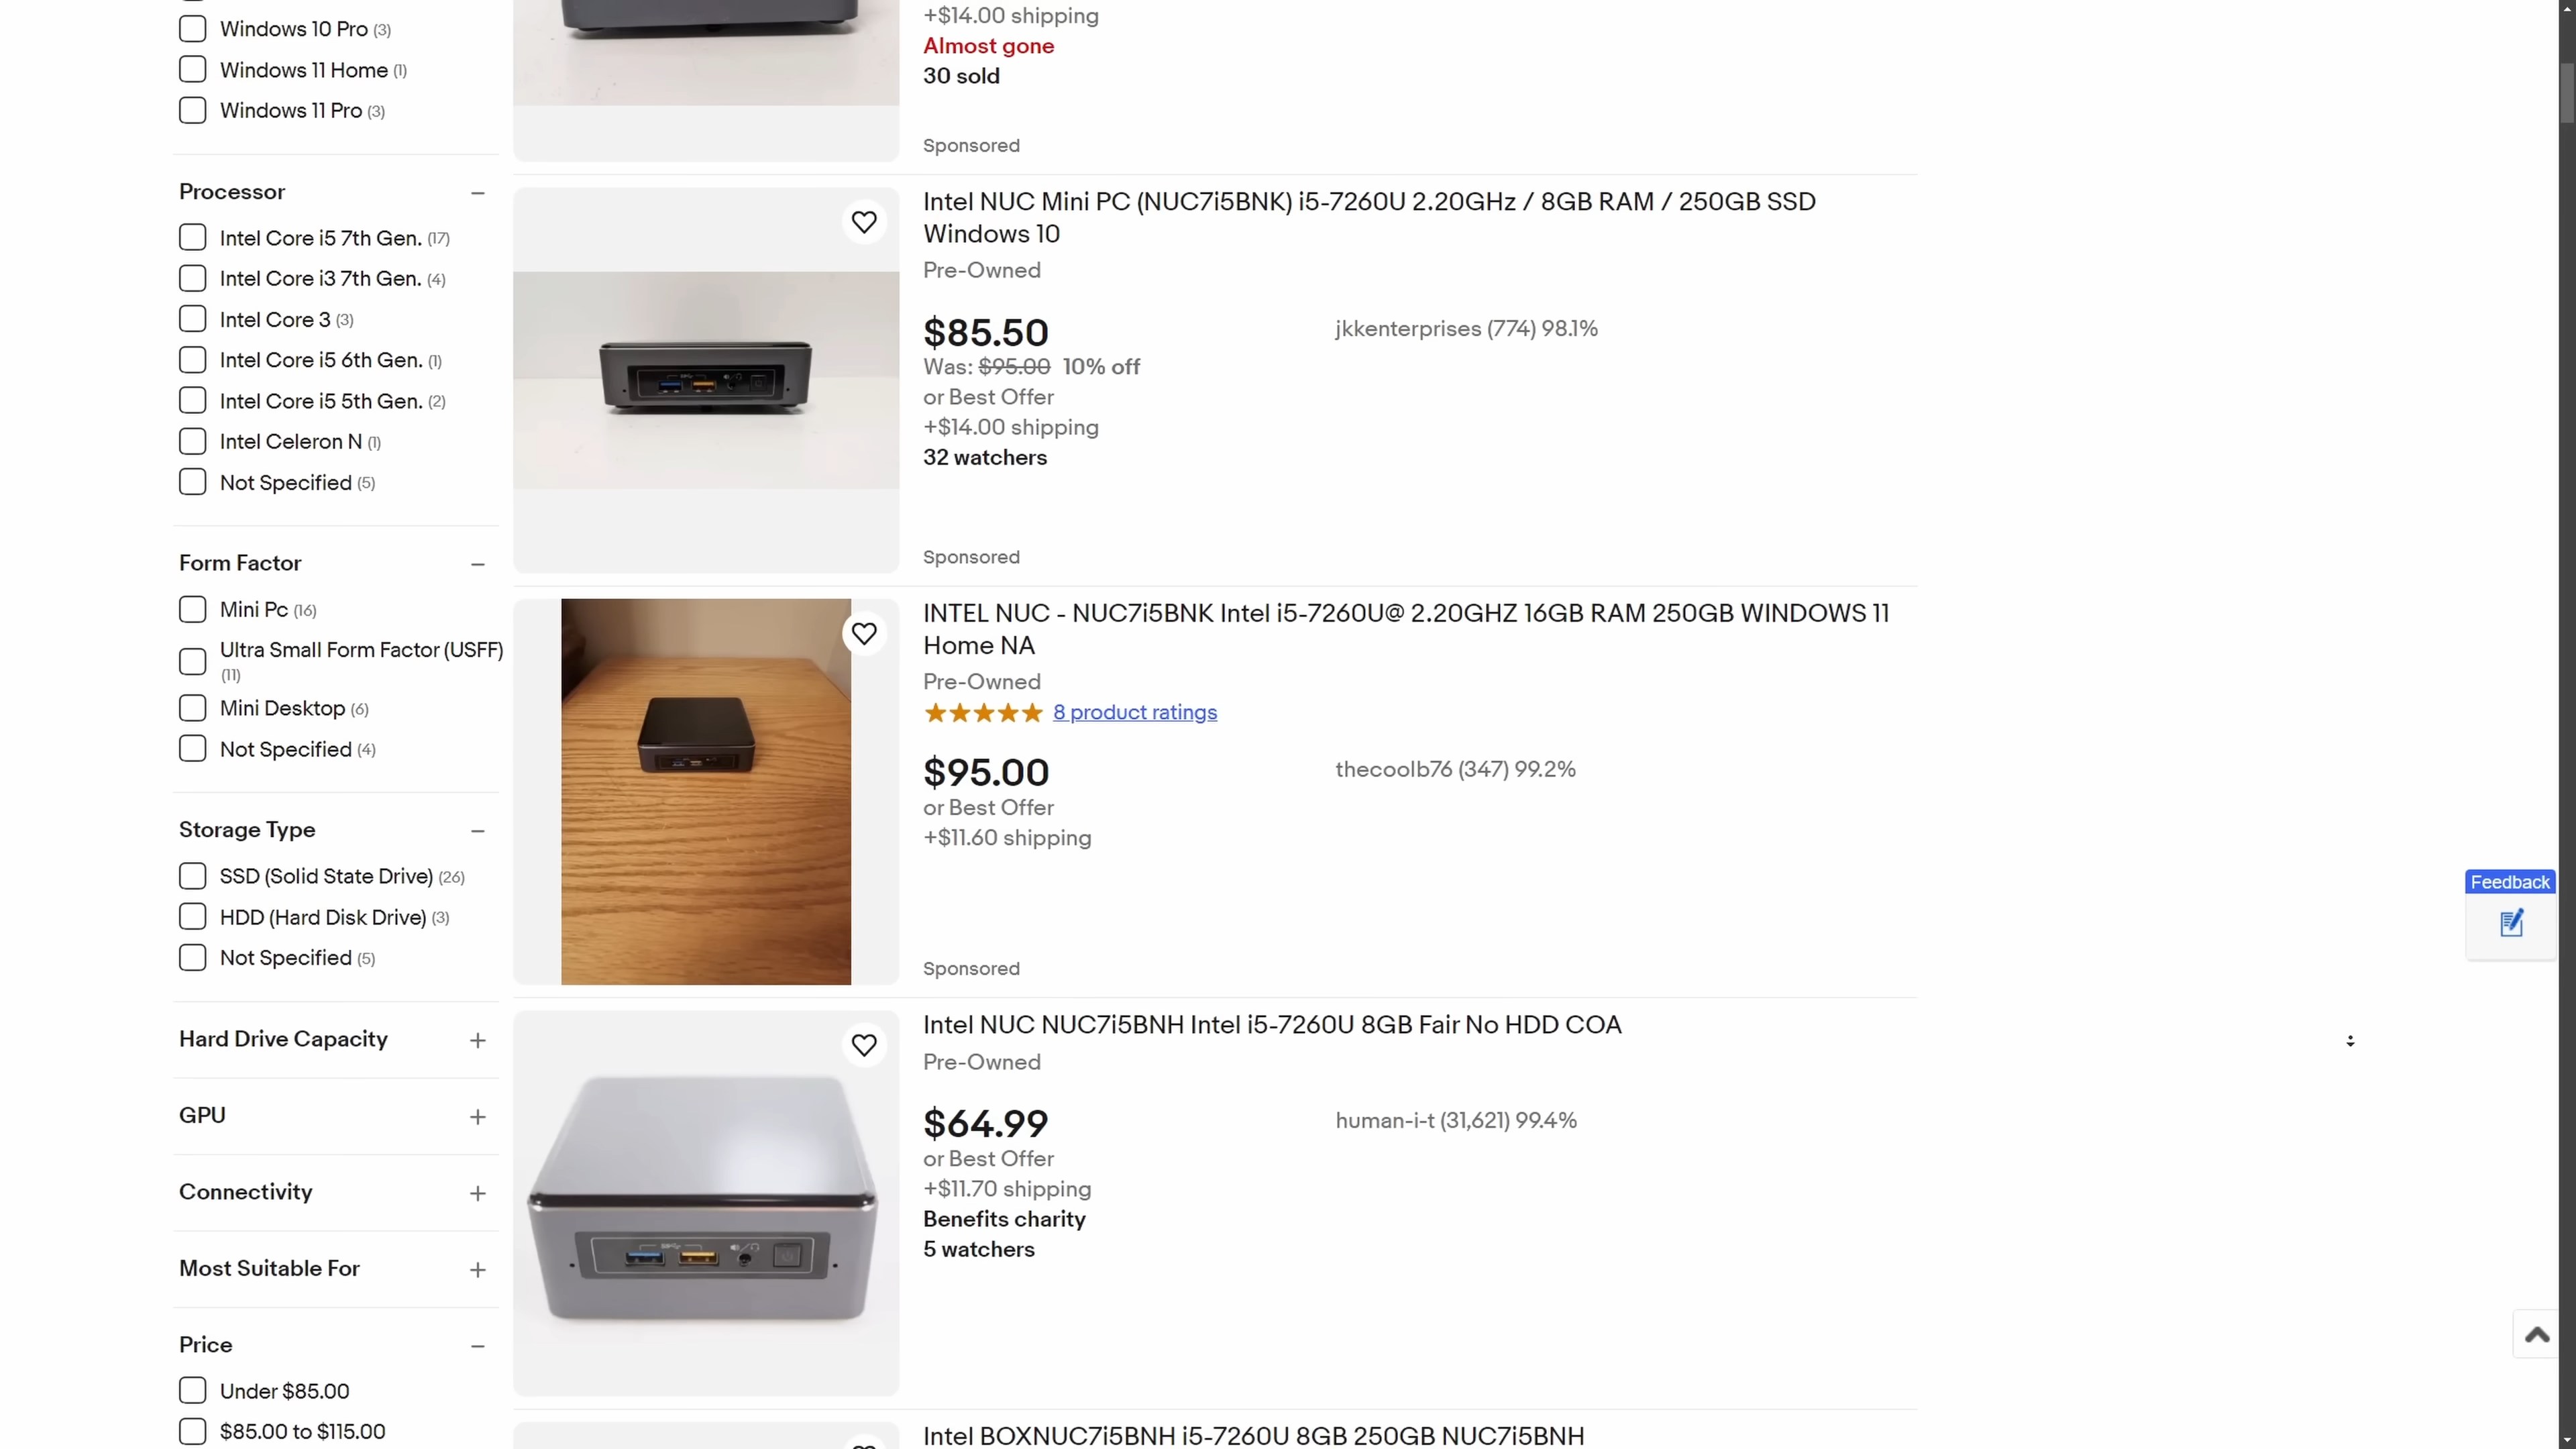 Windows 10 Pro (3)
Windows 11 Home (1)
Windows 11 Pro (3)
Processor
Intel Core i5 7th Gen. (17)
Intel Core i3 7th Gen. (4)
Intel Core 3 (3)
Intel Core i5 6th Gen. (1)
Intel Core i5 5th Gen. (2)
Intel Celeron N (1)
Not Specified (5)
Form Factor
Mini Pc (16)
Ultra Small Form Factor (USFF)
(11)
Mini Desktop (6)
Not Specified (4)
Storage Type
SSD (Solid State Drive) (26)
HDD (Hard Disk Drive) (3)
Not Specified (5)
Hard Drive Capacity
GPU
Connectivity
Most Suitable For
Price
Under $85.00
$85.00 to $115.00
+$14.00 shipping
Almost gone
30 sold
Sponsored
Intel NUC Mini PC (NUC7i5BNK) i5-7260U 2.20GHz / 8GB RAM / 250GB SSD
Windows 10
Pre-Owned
$85.50
jkkenterprises (774) 98.1%
Was: $95.00 10% off
or Best Offer
+$14.00 shipping
32 watchers
Sponsored
INTEL NUC - NUC7i5BNK Intel i5-7260U@ 2.20GHZ 16GB RAM 250GB WINDOWS 11
Home NA
Pre-Owned
8 product ratings
$95.00
thecoolb76 (347) 99.2%
or Best Offer
+$11.60 shipping
Sponsored
Intel NUC NUC7i5BNH Intel i5-7260U 8GB Fair No HDD COA
Pre-Owned
$64.99
human-i-t (31,621) 99.4%
or Best Offer
+$11.70 shipping
Benefits charity
5 watchers
Intel BOXNUC7i5BNH i5-7260U 8GB 250GB NUC7i5BNH
Feedback